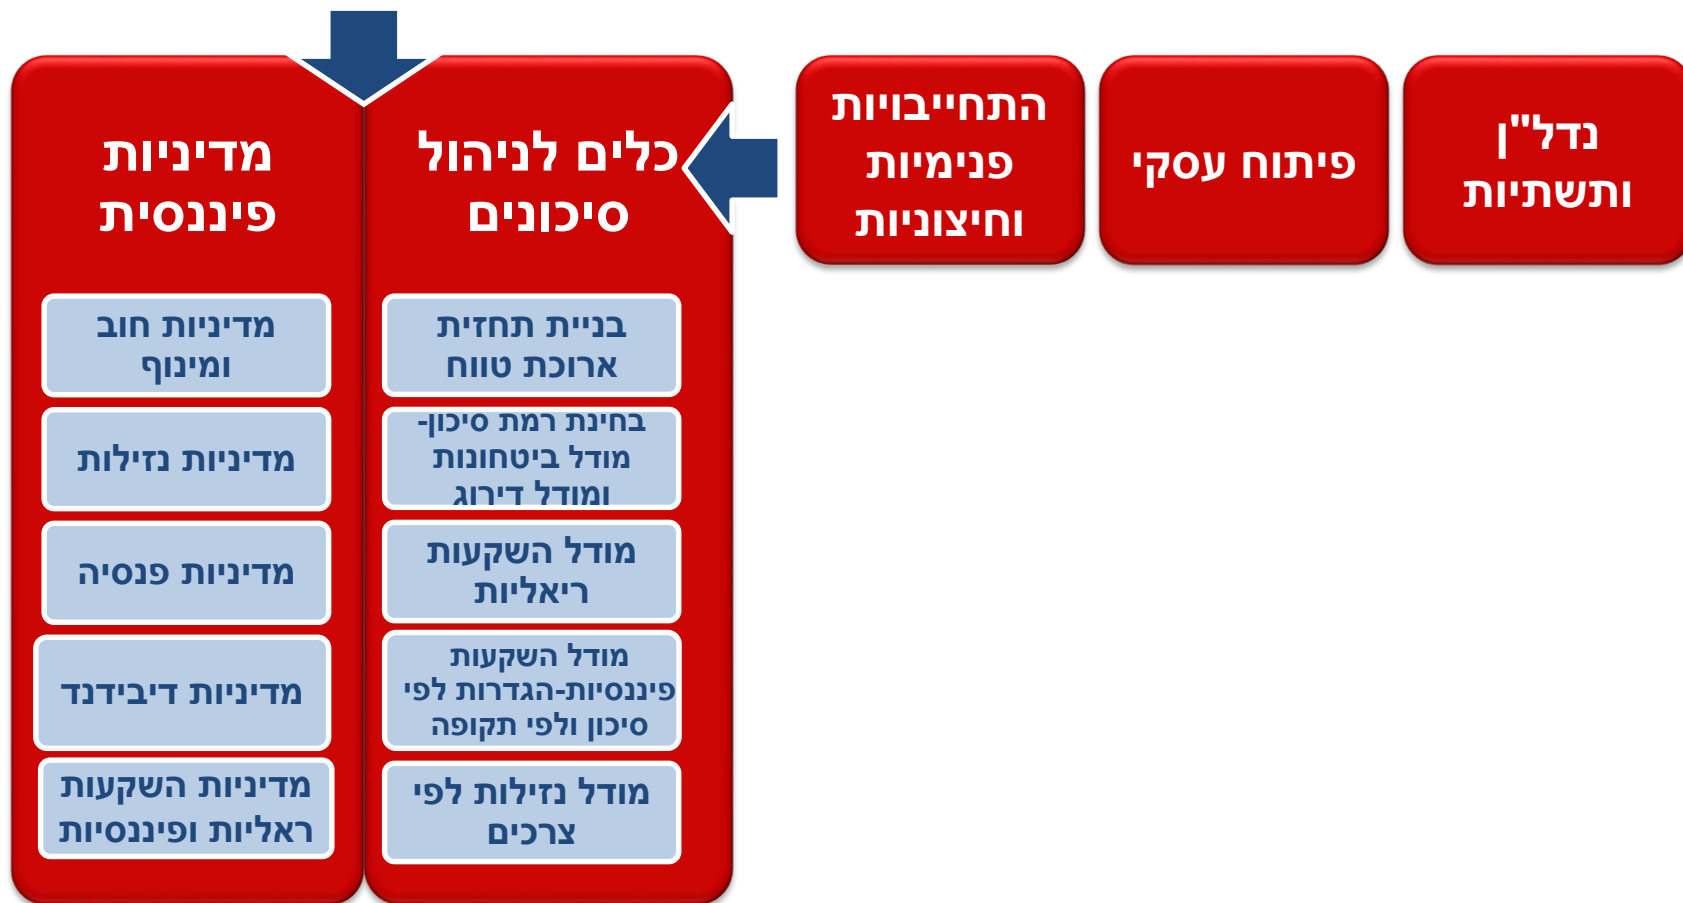 נדל"ן
ותשתיות
פיתוח עסקי
התחייבויות
פנימיות
וחיצוניות
כלים לניהול
סיכונים
בניית תחזית
ארוכת טווח
בחינת רמת סיכון-
מודל ביטחונות
ומודל דירוג
מודל השקעות
ריאליות
מודל השקעות
פיננסיות-הגדרות לפי
סיכון ולפי תקופה
מודל נזילות לפי
צרכים
מדיניות
פיננסית
מדיניות חוב
ומינוף
מדיניות נזילות
מדיניות פנסיה
מדיניות דיבידנד
מדיניות השקעות
ראליות ופיננסיות